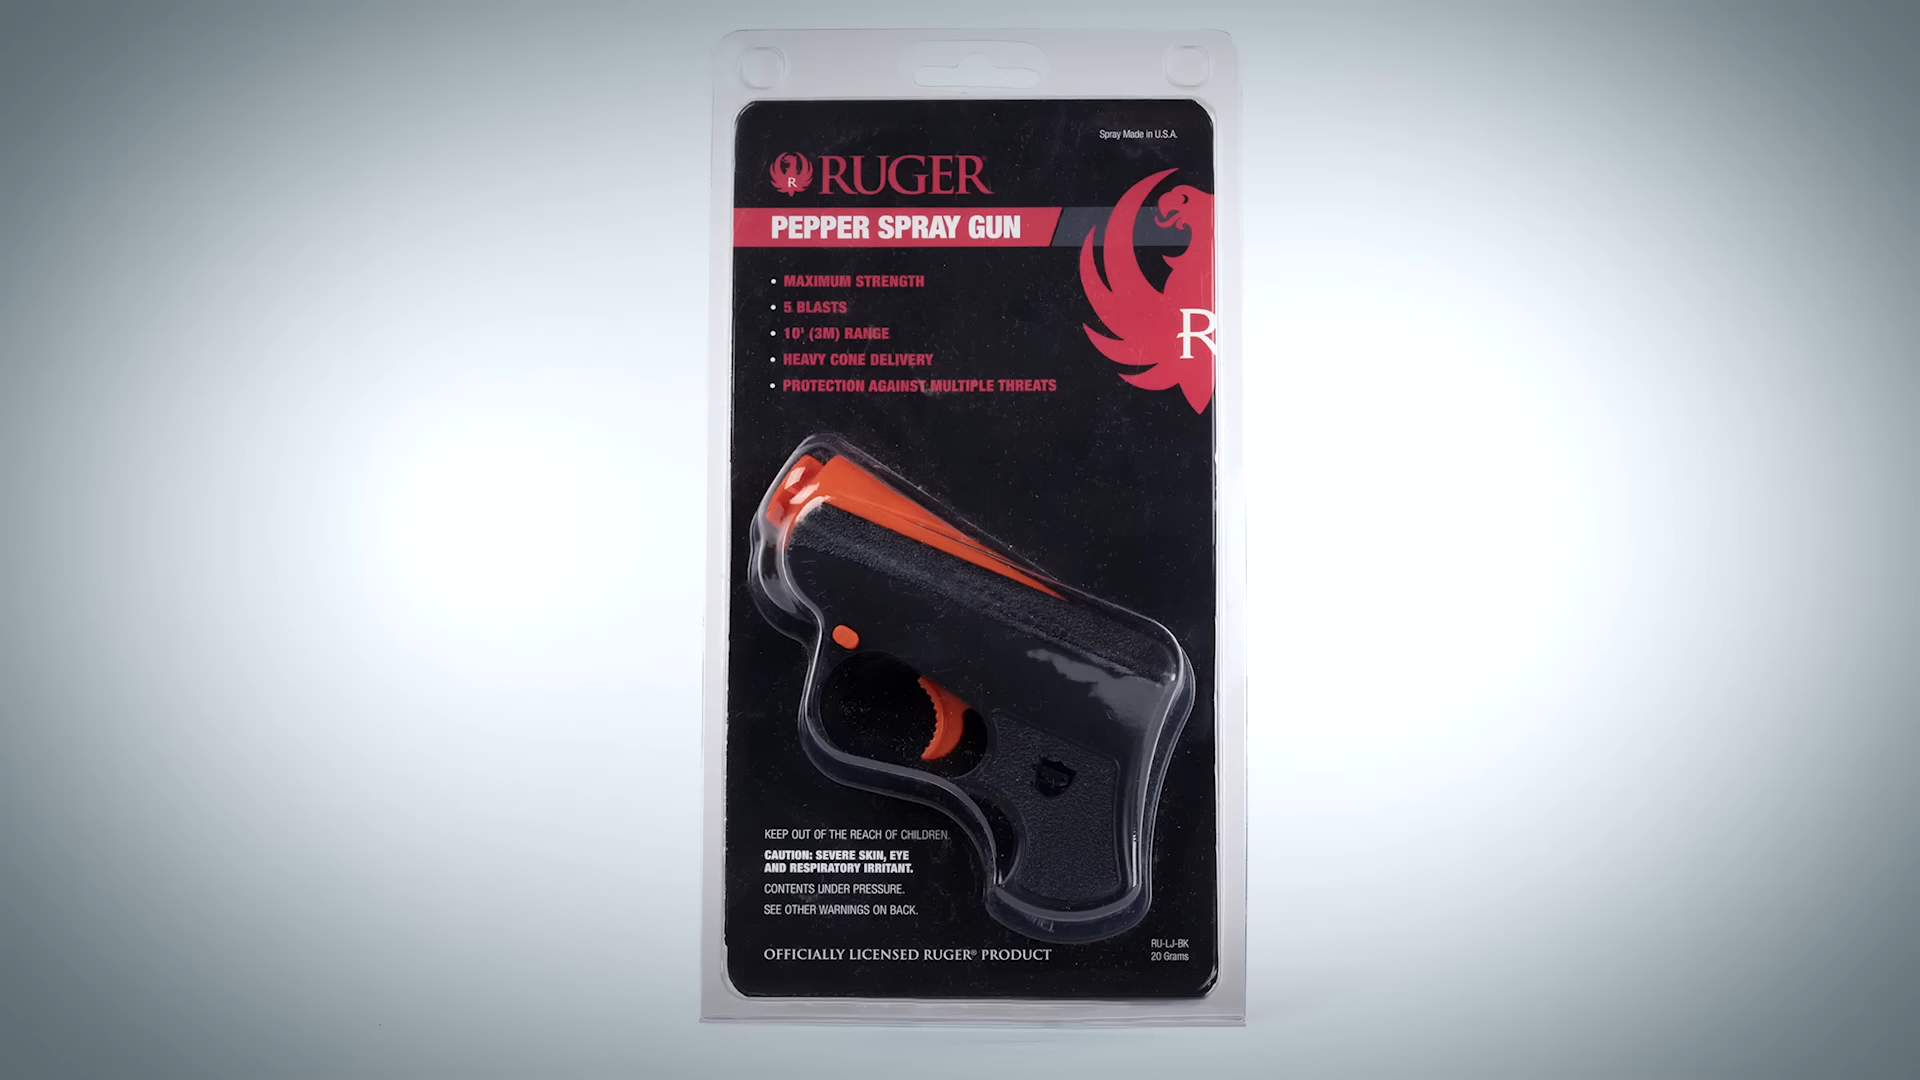 Spray Made in U.S.A.
R RUGER
PEPPER SPRAY GUN
• MAXIMUM STRENGTH
• 5 BLASTS
• 10' (3M) RANGE
• HEAVY CONE DELIVERY
• PROTECTION AGAINST MULTIPLE THREATS
R
KEEP OUT OF THE REACH OF CHILDREN.
CAUTION: SEVERE SKIN, EYE
AND RESPIRATORY IRRITANT.
CONTENTS UNDER PRESSURE.
SEE OTHER WARNINGS ON BACK.
OFFICIALLY LICENSED RUGER® PRODUCT
RU-LJ-BK
20 Grams